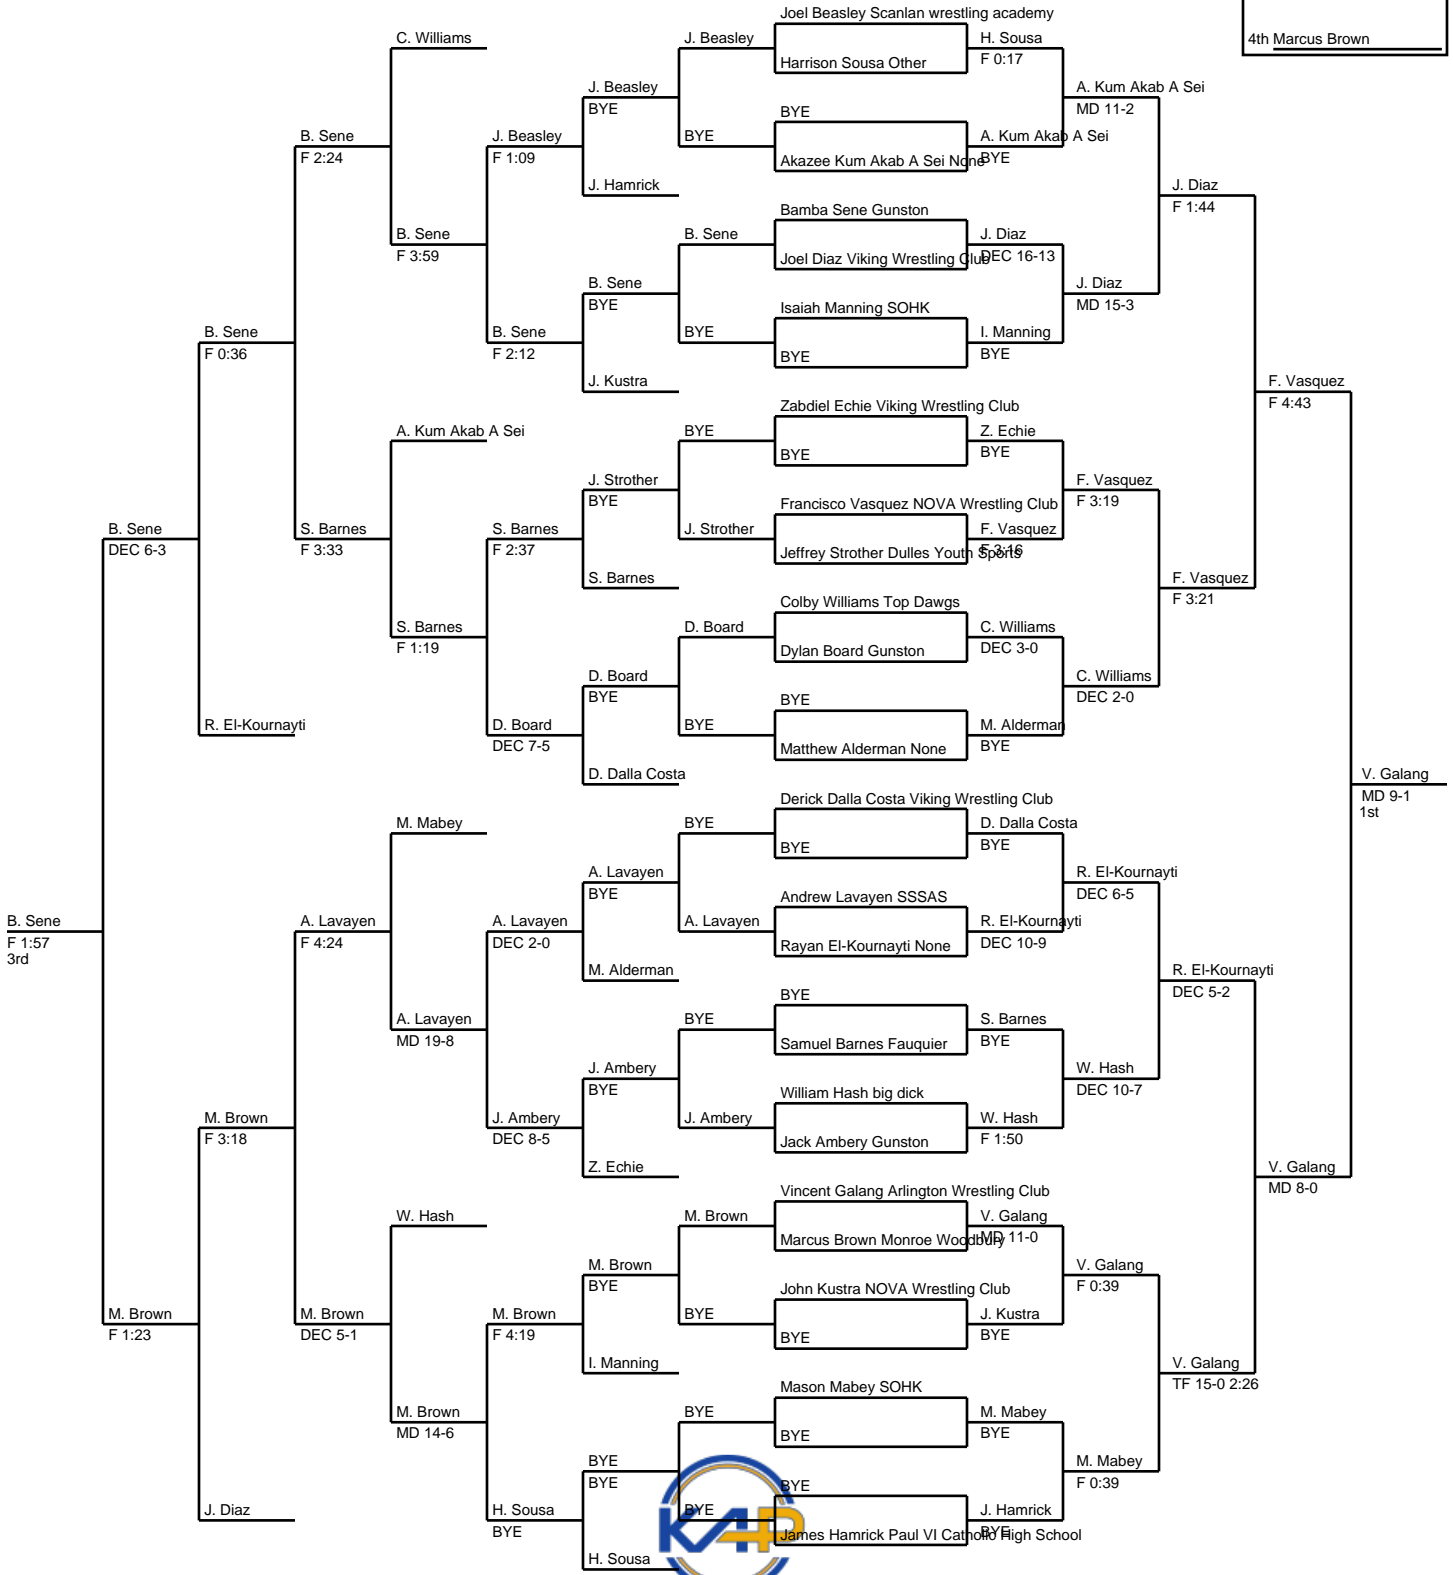 Joel Beasley Scanlan wrestling academy
C. Williams
J. Beasley
H. Sousa
4th Marcus Brown
F 0:17
Harrison Sousa Other
J. Beasley
A. Kum Akab A Sei
BYE
MD 11-2
BYE
B. Sene
J. Beasley
BYE
A. Kum Akab A Sei
F 2:24
F 1:09
Akazee Kum Akab A Sei None
BYE
J. Hamrick
J. Diaz
F 1:44
Bamba Sene Gunston
B. Sene
B. Sene
J. Diaz
F 3:59
Joel Diaz Viking Wrestling Club
DEC 16-13
B. Sene
J. Diaz
BYE
MD 15-3
Isaiah Manning SOHK
B. Sene
B. Sene
BYE
I. Manning
F 0:36
F 2:12
BYE
BYE
J. Kustra
F. Vasquez
F 4:43
Zabdiel Echie Viking Wrestling Club
A. Kum Akab A Sei
BYE
Z. Echie
BYE
BYE
J. Strother
F. Vasquez
BYE
F 3:19
Francisco Vasquez NOVA Wrestling Club
B. Sene
S. Barnes
S. Barnes
J. Strother
F. Vasquez
DEC 6-3
F 3:33
F 2:37
Jeffrey Strother Dulles Youth Sports
F 3:16
S. Barnes
F. Vasquez
F 3:21
Colby Williams Top Dawgs
S. Barnes
D. Board
C. Williams
F 1:19
Dylan Board Gunston
DEC 3-0
D. Board
C. Williams
BYE
DEC 2-0
BYE
R. El-Kournayti
D. Board
BYE
M. Alderman
DEC 7-5
Matthew Alderman None
BYE
D. Dalla Costa
V. Galang
MD 9-1
1st
Derick Dalla Costa Viking Wrestling Club
M. Mabey
BYE
D. Dalla Costa
BYE
BYE
A. Lavayen
R. El-Kournayti
BYE
DEC 6-5
Andrew Lavayen SSSAS
B. Sene
A. Lavayen
A. Lavayen
A. Lavayen
R. El-Kournayti
F 1:57
F 4:24
DEC 2-0
Rayan El-Kournayti None
DEC 10-9
3rd
M. Alderman
R. El-Kournayti
DEC 5-2
BYE
A. Lavayen
BYE
S. Barnes
MD 19-8
Samuel Barnes Fauquier
BYE
J. Ambery
W. Hash
BYE
DEC 10-7
William Hash big dick
M. Brown
J. Ambery
J. Ambery
W. Hash
F 3:18
DEC 8-5
Jack Ambery Gunston
F 1:50
Z. Echie
V. Galang
MD 8-0
Vincent Galang Arlington Wrestling Club
W. Hash
M. Brown
V. Galang
Marcus Brown Monroe Woodbury
MD 11-0
M. Brown
V. Galang
BYE
F 0:39
John Kustra NOVA Wrestling Club
M. Brown
M. Brown
M. Brown
BYE
J. Kustra
F 1:23
DEC 5-1
F 4:19
BYE
BYE
I. Manning
V. Galang
TF 15-0 2:26
Mason Mabey SOHK
M. Brown
BYE
M. Mabey
MD 14-6
BYE
BYE
BYE
M. Mabey
BYE
F 0:39
BYE
J. Diaz
H. Sousa
BYE
J. Hamrick
BYE
James Hamrick Paul VI Catholic High School
BYE
H. Sousa
KAP